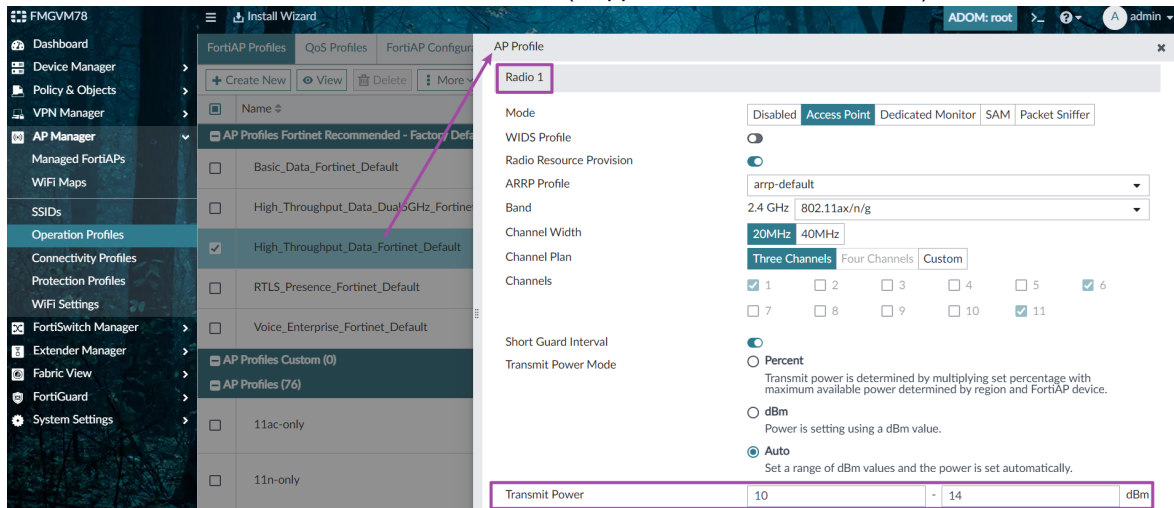 FMGVM78
Install Wizard
ADOM: root
>_
A
admin
Dashboard
Device Manager
Policy & Objects
VPN Manager
AP Manager
Managed FortiAPs
WiFi Maps
SSIDs
Operation Profiles
Connectivity Profiles
Protection Profiles
WiFi Settings
FortiSwitch Manager
Extender Manager
Fabric View
FortiGuard
System Settings
FortiAP Profiles QoS Profiles FortiAP Configura
+ Create New View Delete More
Name
AP Profiles Fortinet Recommended - Factory Defa
Basic_Data_Fortinet_Default
High_Throughput_Data_Dual5GHz_Fortine
High_Throughput_Data_Fortinet_Default
RTLS_Presence_Fortinet_Default
Voice_Enterprise_Fortinet_Default
AP Profiles Custom (0)
AP Profiles (76)
11ac-only
11n-only
AP Profile
Radio 1
Mode Disabled Access Point Dedicated Monitor SAM Packet Sniffer
WIDS Profile
Radio Resource Provision
ARRP Profile arrp-default
Band 2.4 GHz 802.11ax/n/g
Channel Width 20MHz 40MHz
Channel Plan Three Channels Four Channels Custom
Channels 1 2 3 4 5 6
7 8 9 10 11
Short Guard Interval
Transmit Power Mode Percent
Transmit power is determined by multiplying set percentage with
maximum available power determined by region and FortiAP device.
dBm
Power is setting using a dBm value.
Auto
Set a range of dBm values and the power is set automatically.
Transmit Power 10 - 14 dBm